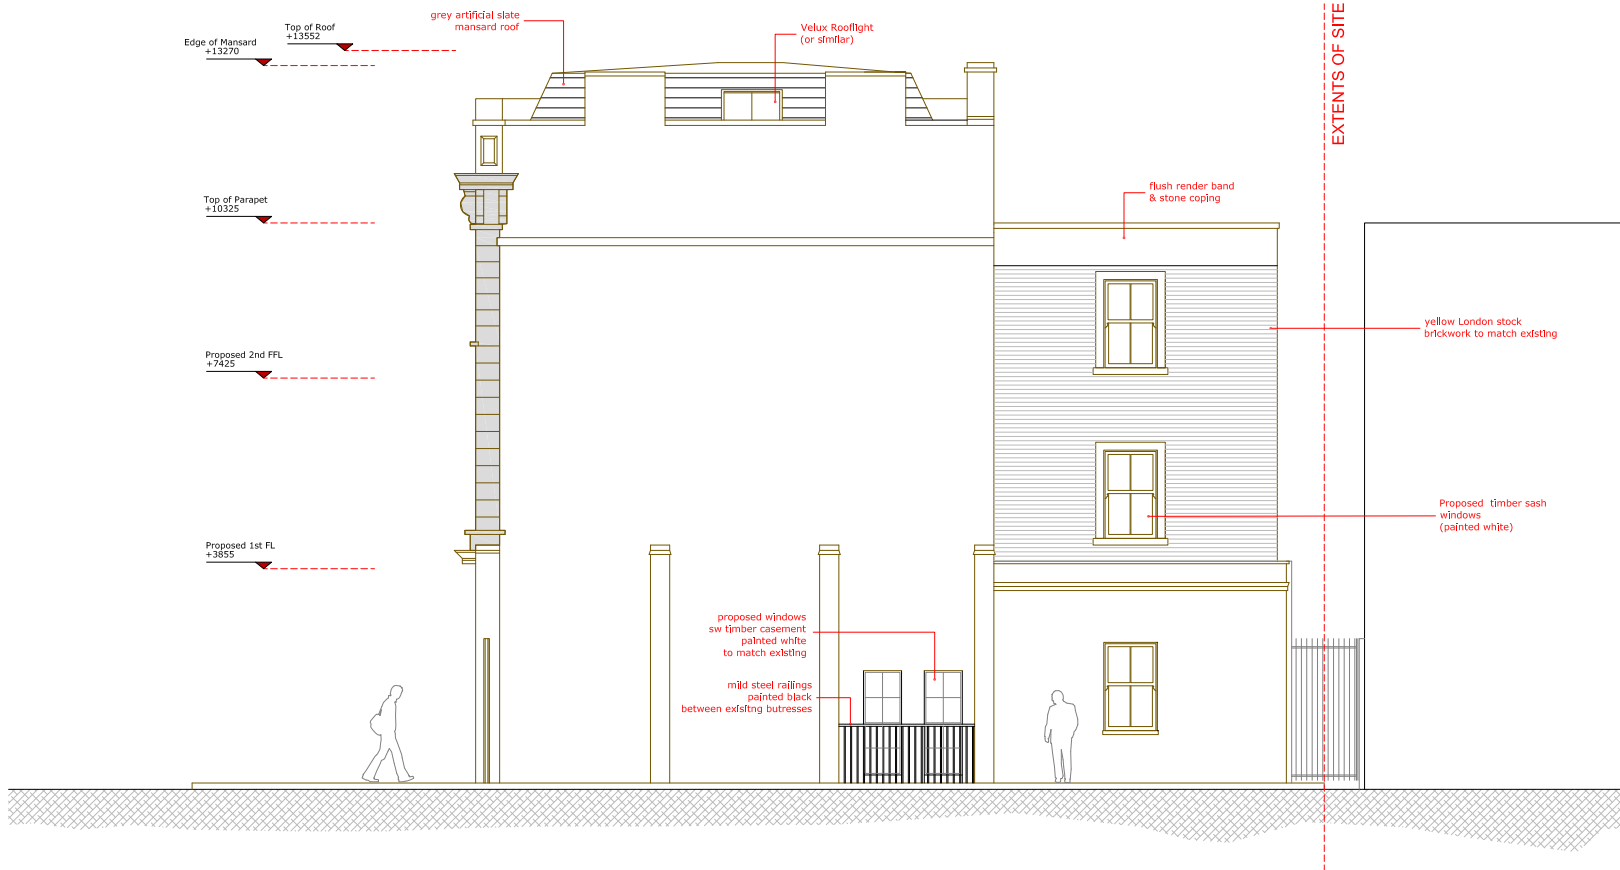 grey artificial slate
mansard roof
Top of Roof
+13552
Edge of Mansard
+13270
Velux Rooflight
(or similar)
EXTENTS OF SITE
flush render band
& stone coping
Top of Parapet
+10325
yellow London stock
brickwork to match existing
Proposed 2nd FFL
+7425
Proposed timber sash
windows
(painted white)
Proposed 1st FL
+3855
proposed windows
sw timber casement
painted white
to match existing
mild steel railings
painted black
between exisitng butresses